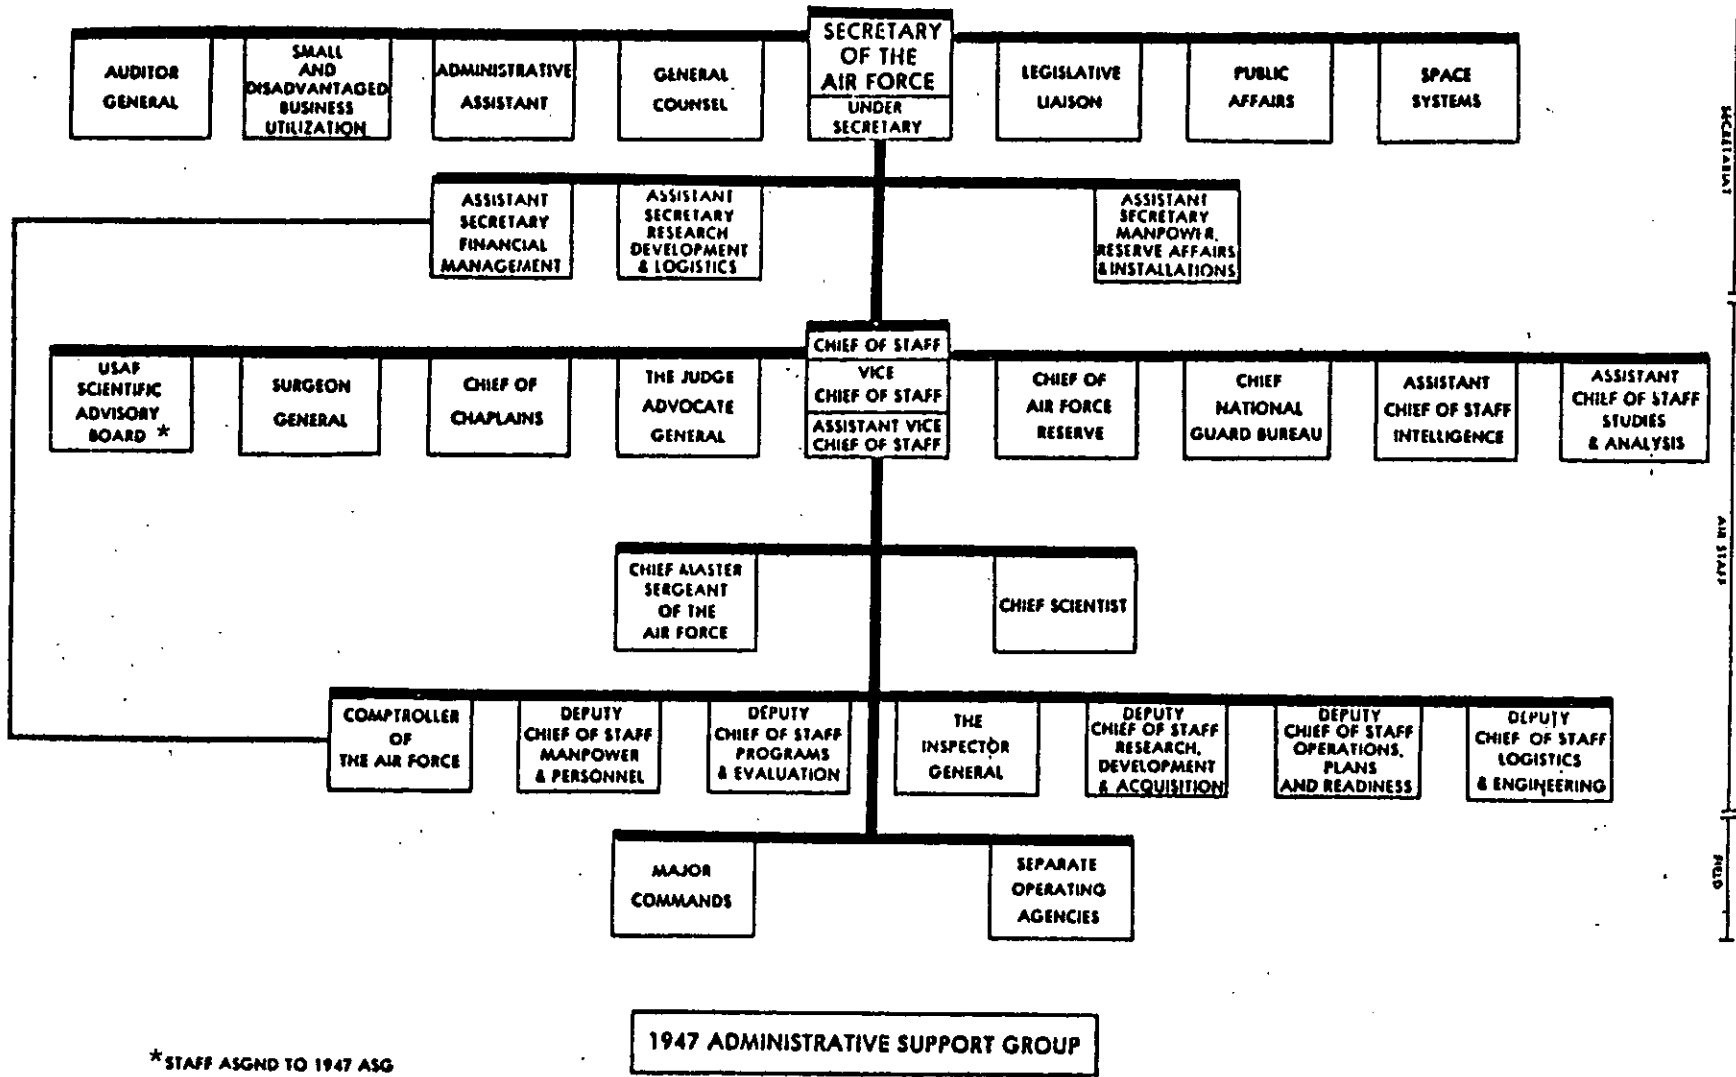 AUDITOR
GENERAL
SMALL
AND
DISADVANTAGED
BUSINESS
UTILIZATION
ADMINISTRATIVE
ASSISTANT
GENERAL
COUNSEL
SECRETARY
OF THE
AIR FORCE
UNDER
SECRETARY
LEGISLATIVE
LIAISON
PUBLIC
AFFAIRS
SPACE
SYSTEMS
SECRETARIAT
ASSISTANT
SECRETARY
FINANCIAL
MANAGEMENT
ASSISTANT
SECRETARY
RESEARCH
DEVELOPMENT
& LOGISTICS
ASSISTANT
SECRETARY
MANPOWER,
RESERVE AFFAIRS
& INSTALLATIONS
USAF
SCIENTIFIC
ADVISORY
BOARD *
SURGEON
GENERAL
CHIEF OF
CHAPLAINS
THE JUDGE
ADVOCATE
GENERAL
CHIEF OF STAFF
VICE
CHIEF OF STAFF
ASSISTANT VICE
CHIEF OF STAFF
CHIEF OF
AIR FORCE
RESERVE
CHIEF
NATIONAL
GUARD BUREAU
ASSISTANT
CHIEF OF STAFF
INTELLIGENCE
ASSISTANT
CHIEF OF STAFF
STUDIES
& ANALYSIS
AIR STAFF
CHIEF MASTER
SERGEANT
OF THE
AIR FORCE
CHIEF SCIENTIST
COMPTROLLER
OF
THE AIR FORCE
DEPUTY
CHIEF OF STAFF
MANPOWER
& PERSONNEL
DEPUTY
CHIEF OF STAFF
PROGRAMS
& EVALUATION
THE
INSPECTOR
GENERAL
DEPUTY
CHIEF OF STAFF
RESEARCH,
DEVELOPMENT
& ACQUISITION
DEPUTY
CHIEF OF STAFF
OPERATIONS,
PLANS
AND READINESS
DEPUTY
CHIEF OF STAFF
LOGISTICS
& ENGINEERING
MAJOR
COMMANDS
SEPARATE
OPERATING
AGENCIES
FIELD
1947 ADMINISTRATIVE SUPPORT GROUP
*STAFF ASGND TO 1947 ASG